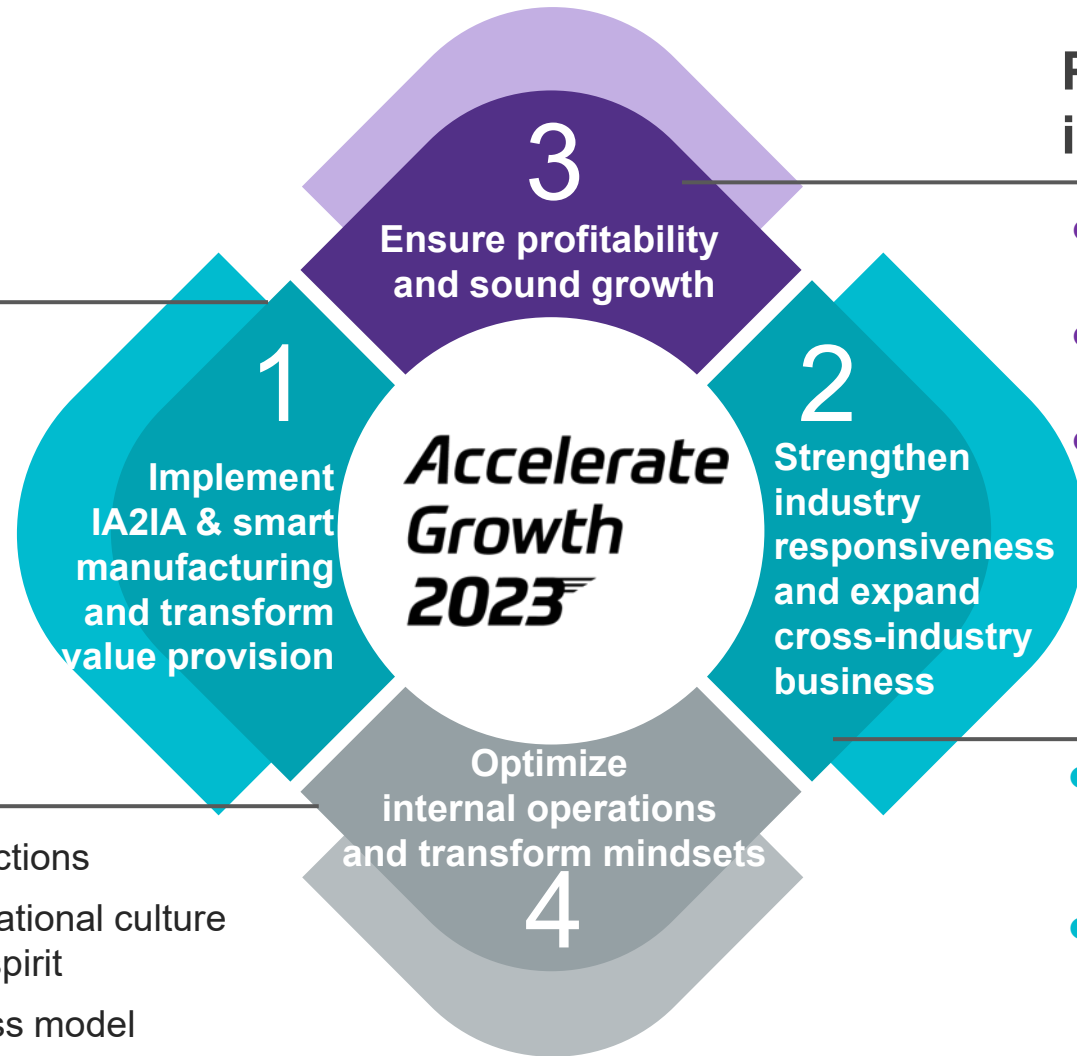 3
Ensure profitability
and sound growth
1
Implement
IA2IA & smart
manufacturing
and transform
value provision
Accelerate
Growth
2023
2
Strengthen
industry
responsiveness
and expand
cross-industry
business
Optimize
internal operations
and transform mindsets
4
ctions
ational culture
spirit
ss model